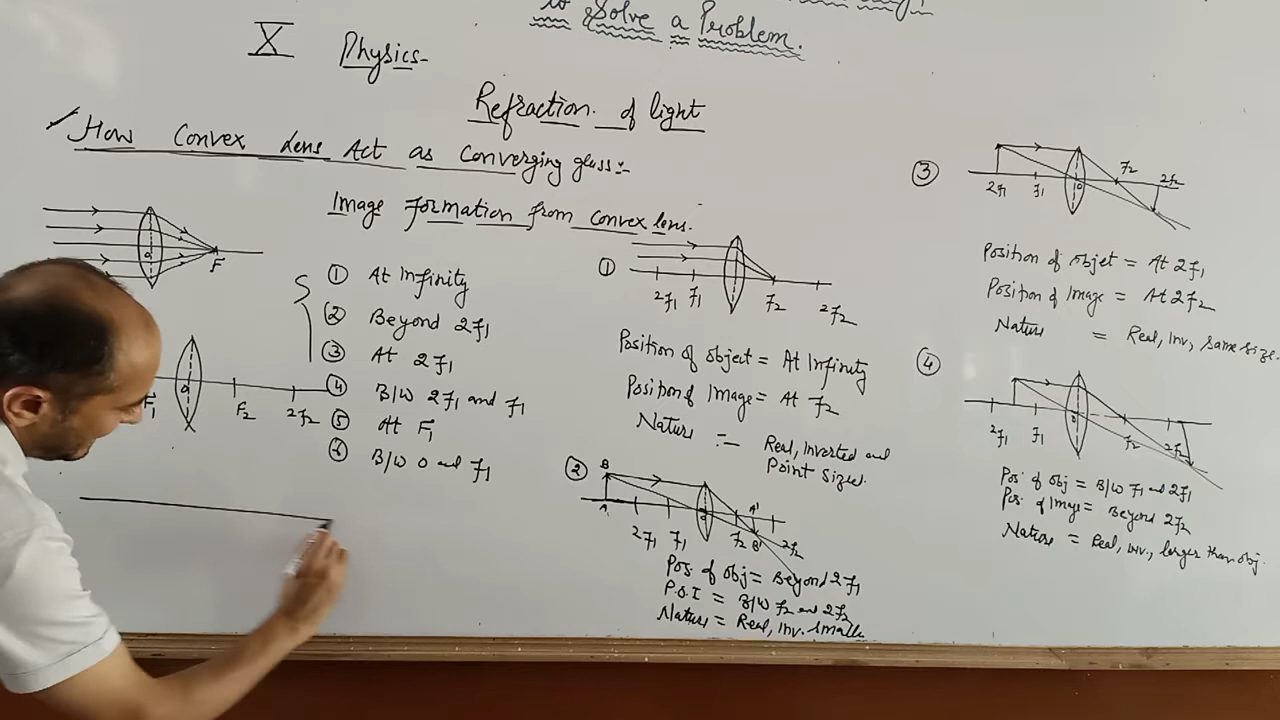 to Solve a Problem.
X Physics-
Refraction of light
How Convex Lens Act as Converging glass:-
Image formation from convex lens.
O
F
F1 O F2 2F2
① At Infinity
② Beyond 2F1
③ At 2F1
④ B/W 2F1 and F1
⑤ At F1
⑥ B/W O and F1
①
2F1 F1 F2 2F2
Position of object = At Infinity
Position of Image = At F2
Nature :- Real, Inverted and
Point sized.
②
B
A O A'
2F1 F1 F2 B' 2F2
Pos. of Obj = Beyond 2F1
P.O.I = B/W F2 and 2F2
Nature = Real, Inv. Smaller
③
2F1 F1 O F2 2F2
Position of Objet = At 2F1
Position of Image = At 2F2
Nature = Real, Inv, same size.
④
2F1 F1 O F2 2F2
Pos' of obj = B/W F1 and 2F1
Pos. of Image = Beyond 2F2
Nature = Real, inv., larger than obj.